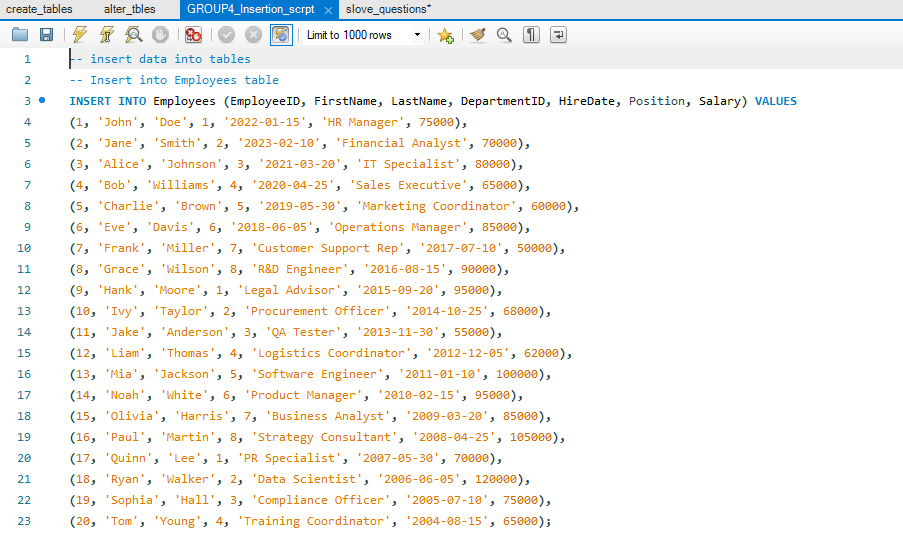 create_tables alter_tbles GROUP4_Insertion_scrpt × slove_questions*
Limit to 1000 rows
1 -- insert data into tables
2 -- Insert into Employees table
3 INSERT INTO Employees (EmployeeID, FirstName, LastName, DepartmentID, HireDate, Position, Salary) VALUES
4 (1, 'John', 'Doe', 1, '2022-01-15', 'HR Manager', 75000),
5 (2, 'Jane', 'Smith', 2, '2023-02-10', 'Financial Analyst', 70000),
6 (3, 'Alice', 'Johnson', 3, '2021-03-20', 'IT Specialist', 80000),
7 (4, 'Bob', 'Williams', 4, '2020-04-25', 'Sales Executive', 65000),
8 (5, 'Charlie', 'Brown', 5, '2019-05-30', 'Marketing Coordinator', 60000),
9 (6, 'Eve', 'Davis', 6, '2018-06-05', 'Operations Manager', 85000),
10 (7, 'Frank', 'Miller', 7, 'Customer Support Rep', '2017-07-10', 50000),
11 (8, 'Grace', 'Wilson', 8, 'R&D Engineer', '2016-08-15', 90000),
12 (9, 'Hank', 'Moore', 1, 'Legal Advisor', '2015-09-20', 95000),
13 (10, 'Ivy', 'Taylor', 2, 'Procurement Officer', '2014-10-25', 68000),
14 (11, 'Jake', 'Anderson', 3, 'QA Tester', '2013-11-30', 55000),
15 (12, 'Liam', 'Thomas', 4, 'Logistics Coordinator', '2012-12-05', 62000),
16 (13, 'Mia', 'Jackson', 5, 'Software Engineer', '2011-01-10', 100000),
17 (14, 'Noah', 'White', 6, 'Product Manager', '2010-02-15', 95000),
18 (15, 'Olivia', 'Harris', 7, 'Business Analyst', '2009-03-20', 85000),
19 (16, 'Paul', 'Martin', 8, 'Strategy Consultant', '2008-04-25', 105000),
20 (17, 'Quinn', 'Lee', 1, 'PR Specialist', '2007-05-30', 70000),
21 (18, 'Ryan', 'Walker', 2, 'Data Scientist', '2006-06-05', 120000),
22 (19, 'Sophia', 'Hall', 3, 'Compliance Officer', '2005-07-10', 75000),
23 (20, 'Tom', 'Young', 4, 'Training Coordinator', '2004-08-15', 65000);